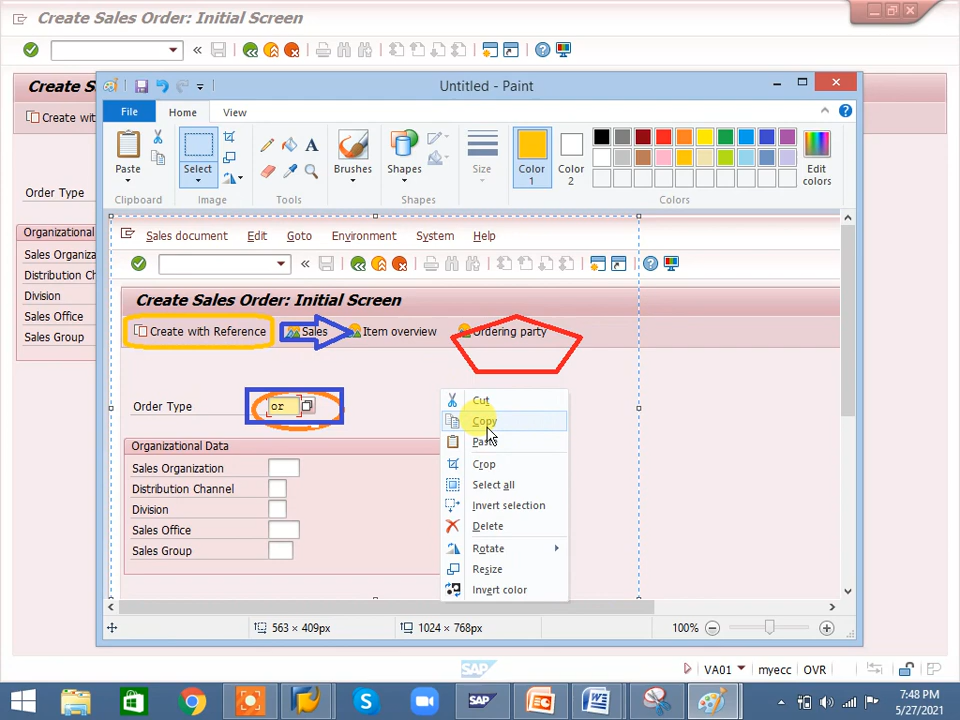 Create Sales Order: Initial Screen
Create S
Create with
Order Type
Organizational
Sales Organiza
Distribution Ch
Division
Sales Office
Sales Group
Untitled - Paint
File Home View
Paste
Select
Brushes
Shapes
Size
Color 1
Color 2
Edit colors
Clipboard Image Tools Shapes Colors
Sales document Edit Goto Environment System Help
Create Sales Order: Initial Screen
Create with Reference Sales Item overview Ordering party
Order Type or
Organizational Data
Sales Organization
Distribution Channel
Division
Sales Office
Sales Group
Cut
Copy
Paste
Crop
Select all
Invert selection
Delete
Rotate
Resize
Invert color
563 × 409px 1024 × 768px 100%
SAP VA01 myecc OVR
SAP
7:48 PM
5/27/2021